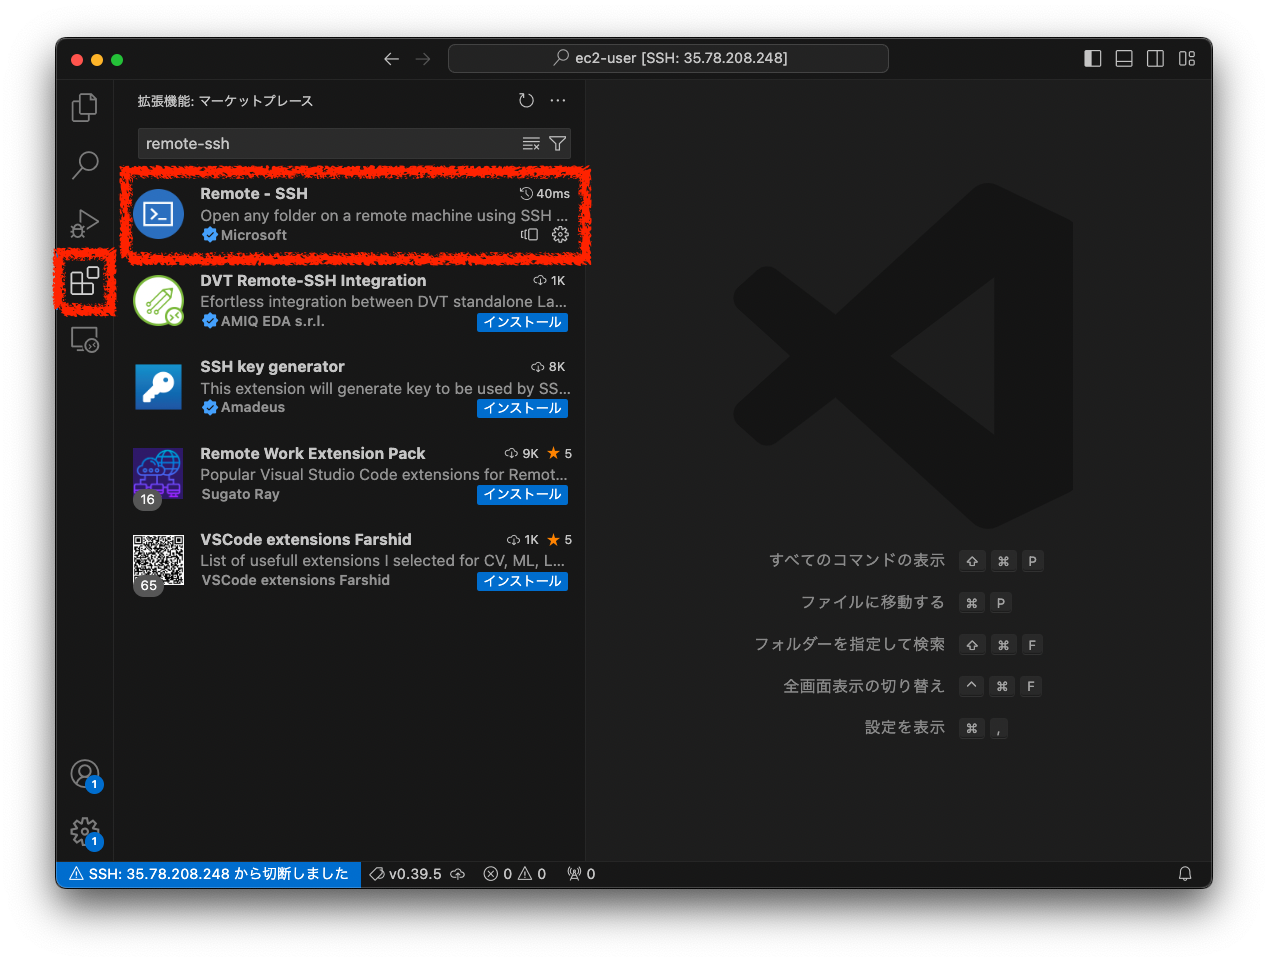 ec2-user [SSH: 35.78.208.248]
拡張機能: マーケットプレース
remote-ssh
Remote - SSH 40ms
Open any folder on a remote machine using SSH ...
Microsoft
DVT Remote-SSH Integration 1K
Efortless integration between DVT standalone La...
AMIQ EDA s.r.l. インストール
SSH key generator 8K
This extension will generate key to be used by SS...
Amadeus インストール
Remote Work Extension Pack 9K ★ 5
Popular Visual Studio Code extensions for Remot...
16 Sugato Ray インストール
VSCode extensions Farshid 1K ★ 5
List of usefull extensions I selected for CV, ML, L...
65 VSCode extensions Farshid インストール
すべてのコマンドの表示 ⇧ ⌘ P
ファイルに移動する ⌘ P
フォルダーを指定して検索 ⇧ ⌘ F
全画面表示の切り替え ^ ⌘ F
設定を表示 ⌘ ,
1
1
SSH: 35.78.208.248 から切断しました v0.39.5 0 0 0